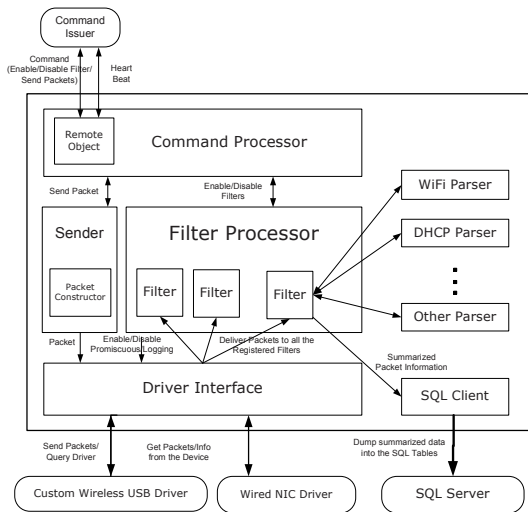 Command
Issuer
Command
(Enable/Disable Filter/
Send Packets)
Heart
Beat
Remote
Object
Command Processor
Send Packet
Enable/Disable
Filters
WiFi Parser
Sender
Filter Processor
DHCP Parser
Packet
Constructor
Filter
Filter
Filter
Other Parser
Packet
Enable/Disable
Promiscuous/Logging
Deliver Packets to all the
Registered Filters
Summarized
Packet Information
Driver Interface
SQL Client
Send Packets/
Query Driver
Get Packets/Info
from the Device
Dump summarized data
into the SQL Tables
Custom Wireless USB Driver
Wired NIC Driver
SQL Server